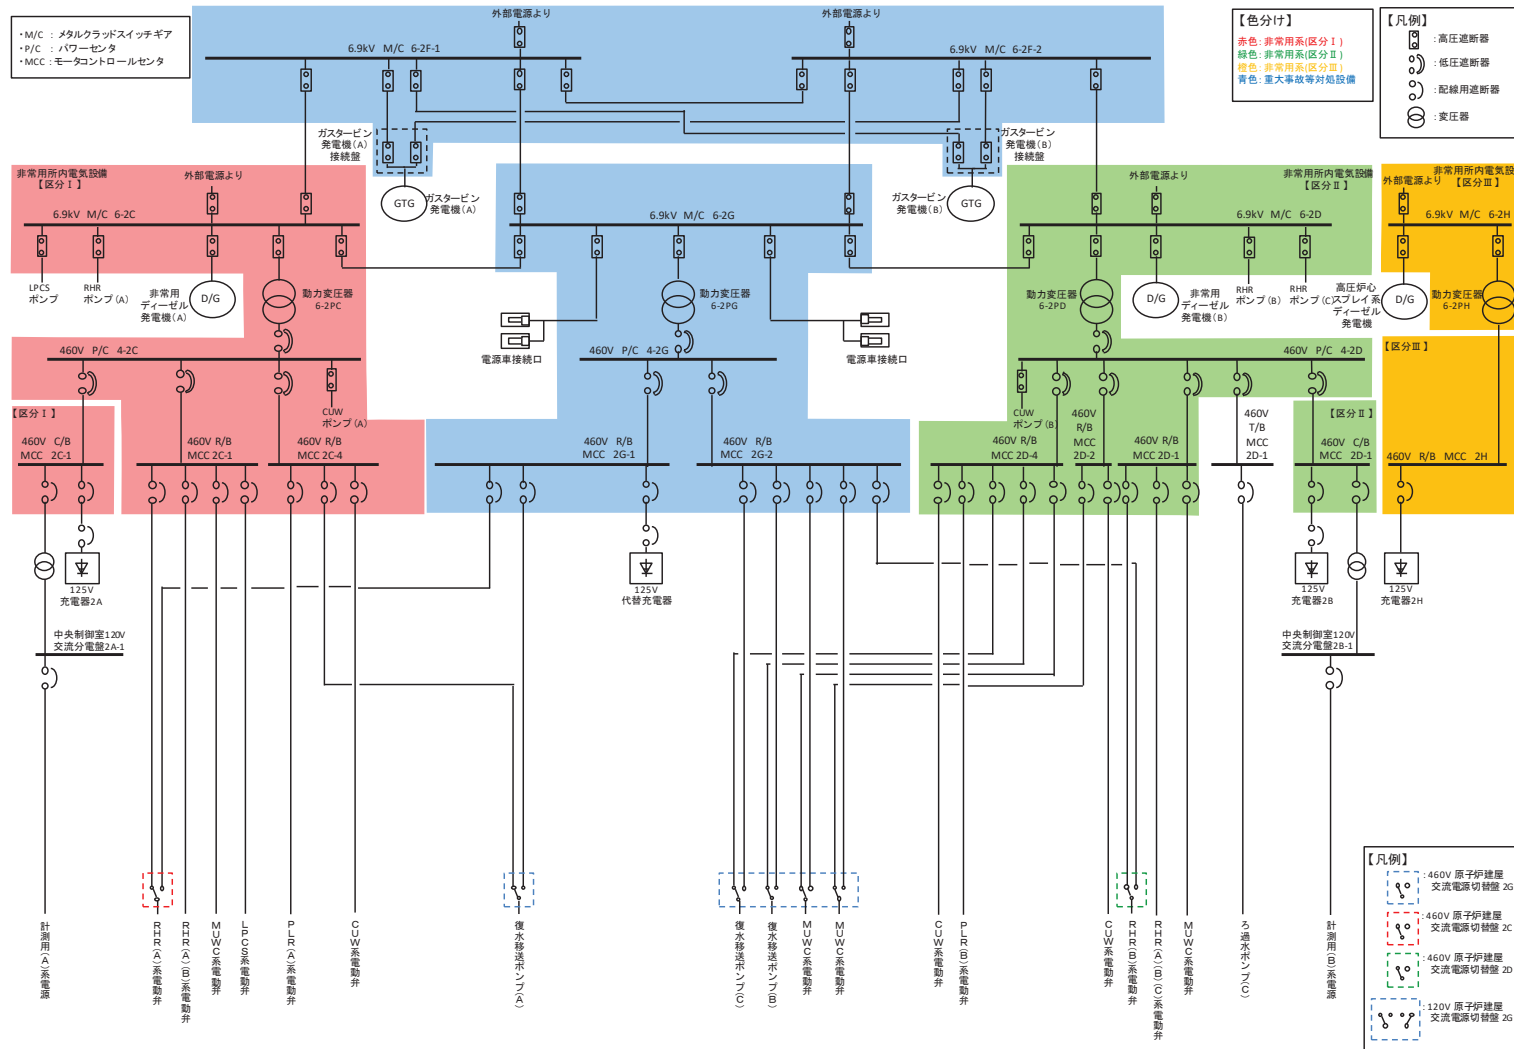 ・M/C ： メタルクラッドスイッチギア
・P/C ： パワーセンタ
・MCC ： モータコントロールセンタ
外部電源より
外部電源より
6.9kV M/C 6-2F-1
6.9kV M/C 6-2F-2
【色分け】
赤色：非常用系(区分Ⅰ)
緑色：非常用系(区分Ⅱ)
橙色：非常用系(区分Ⅲ)
青色：重大事故等対処設備
【凡例】
：高圧遮断器
：低圧遮断器
：配線用遮断器
：変圧器
ガスタービン
発電機(A)
接続盤
ガスタービン
発電機(B)
接続盤
GTG
ガスタービン
発電機(A)
ガスタービン
発電機(B)
GTG
非常用所内電気設備
【区分Ⅰ】
外部電源より
6.9kV M/C 6-2C
6.9kV M/C 6-2G
外部電源より
非常用所内電気設備
【区分Ⅱ】
6.9kV M/C 6-2D
非常用所内電気設
【区分Ⅲ】
外部電源より
6.9kV M/C 6-2H
LPCS
ポンプ
RHR
ポンプ(A)
非常用
ディーゼル
発電機(A)
D/G
動力変圧器
6-2PC
動力変圧器
6-2PG
動力変圧器
6-2PD
D/G
非常用
ディーゼル
発電機(B)
RHR
ポンプ(B)
RHR
ポンプ(C)
高圧炉心
スプレイ系
ディーゼル
発電機
D/G
動力変圧器
6-2PH
電源車接続口
電源車接続口
460V P/C 4-2C
460V P/C 4-2G
460V P/C 4-2D
【区分Ⅲ】
CUW
ポンプ(A)
CUW
ポンプ(B)
【区分Ⅰ】
460V C/B
MCC 2C-1
460V R/B
MCC 2C-1
460V R/B
MCC 2C-4
460V R/B
MCC 2G-1
460V R/B
MCC 2G-2
460V R/B
MCC 2D-4
460V
R/B
MCC
2D-2
460V R/B
MCC 2D-1
460V
T/B
MCC
2D-1
【区分Ⅱ】
460V C/B
MCC 2D-1
460V R/B MCC 2H
125V
充電器2A
125V
代替充電器
125V
充電器2B
125V
充電器2H
中央制御室120V
交流分電盤2A-1
中央制御室120V
交流分電盤2B-1
計測用(A)系電源
RHR(A)系電動弁
RHR(A)(B)系電動弁
MUWC系電動弁
LPCS系電動弁
PLR(A)系電動弁
CUW系電動弁
復水移送ポンプ(A)
復水移送ポンプ(C)
復水移送ポンプ(B)
MUWC系電動弁
MUWC系電動弁
CUW系電動弁
PLR(B)系電動弁
CUW系電動弁
RHR(B)系電動弁
RHR(A)(B)(C)系電動弁
MUWC系電動弁
ろ過水ポンプ(C)
計測用(B)系電源
【凡例】
：460V 原子炉建屋
交流電源切替盤 2G
：460V 原子炉建屋
交流電源切替盤 2C
：460V 原子炉建屋
交流電源切替盤 2D
：120V 原子炉建屋
交流電源切替盤 2G